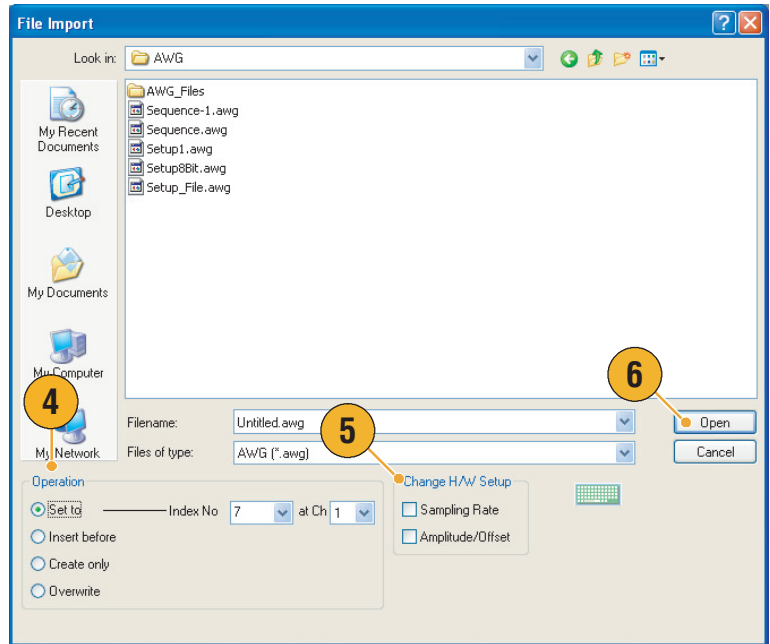 File Import
Look in: AWG
My Recent Documents
Desktop
My Documents
My Computer
My Network
AWG_Files
Sequence-1.awg
Sequence.awg
Setup1.awg
Setup8Bit.awg
Setup_File.awg
4
5
6
Filename: Untitled.awg Open
Files of type: AWG (*.awg) Cancel
Operation
Set to Index No 7 at Ch 1
Insert before
Create only
Overwrite
Change H/W Setup
Sampling Rate
Amplitude/Offset